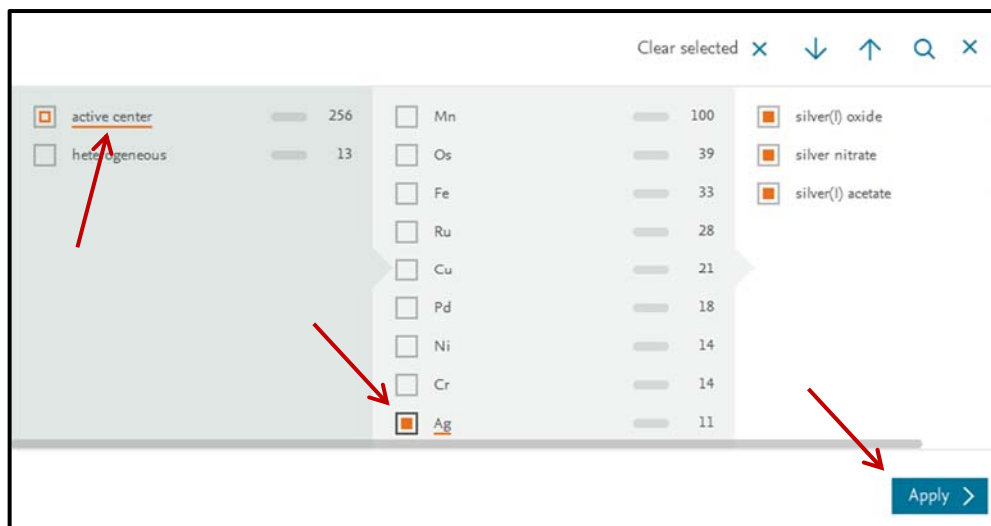 Clear selected
active center 256
heterogeneous 13
Mn 100
Os 39
Fe 33
Ru 28
Cu 21
Pd 18
Ni 14
Cr 14
Ag 11
silver(I) oxide
silver nitrate
silver(I) acetate
Apply